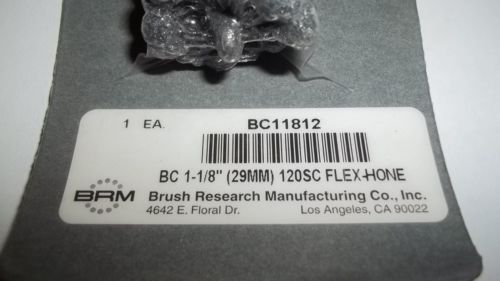 1 EA. BC11812
BC 1-1/8" (29MM) 120SC FLEX-HONE
BRM Brush Research Manufacturing Co., Inc.
4642 E. Floral Dr. Los Angeles, CA 90022